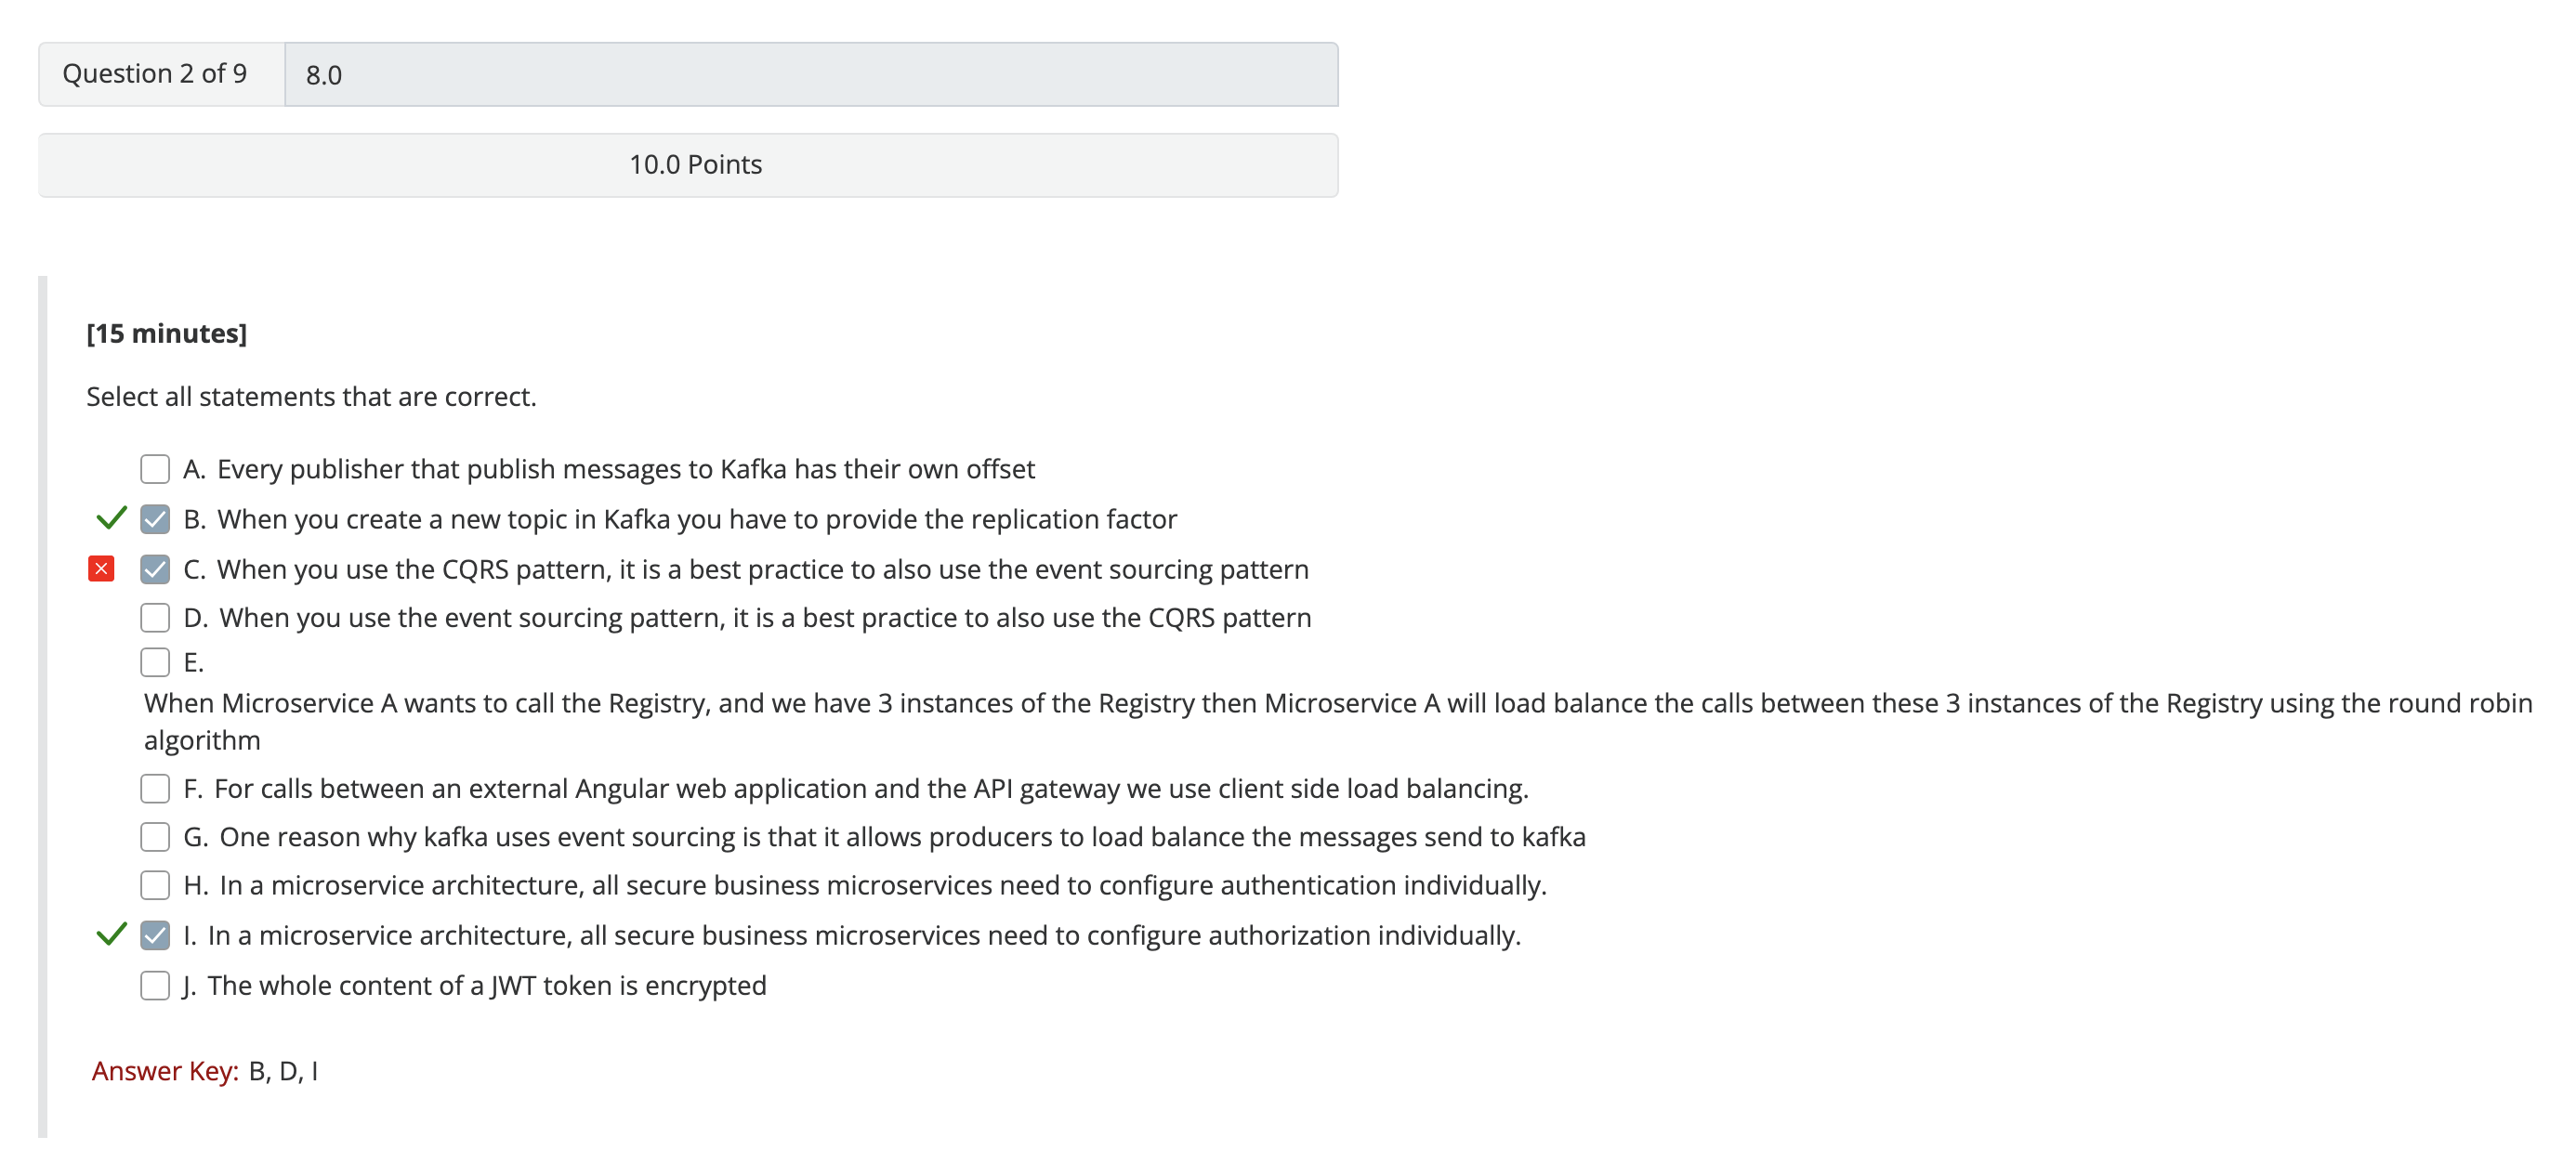 Question 2 of 9
8.0
10.0 Points
[15 minutes]
Select all statements that are correct.
A. Every publisher that publish messages to Kafka has their own offset
B. When you create a new topic in Kafka you have to provide the replication factor
C. When you use the CQRS pattern, it is a best practice to also use the event sourcing pattern
D. When you use the event sourcing pattern, it is a best practice to also use the CQRS pattern
E.
When Microservice A wants to call the Registry, and we have 3 instances of the Registry then Microservice A will load balance the calls between these 3 instances of the Registry using the round robin
algorithm
F. For calls between an external Angular web application and the API gateway we use client side load balancing.
G. One reason why kafka uses event sourcing is that it allows producers to load balance the messages send to kafka
H. In a microservice architecture, all secure business microservices need to configure authentication individually.
I. In a microservice architecture, all secure business microservices need to configure authorization individually.
J. The whole content of a JWT token is encrypted
Answer Key: B, D, I